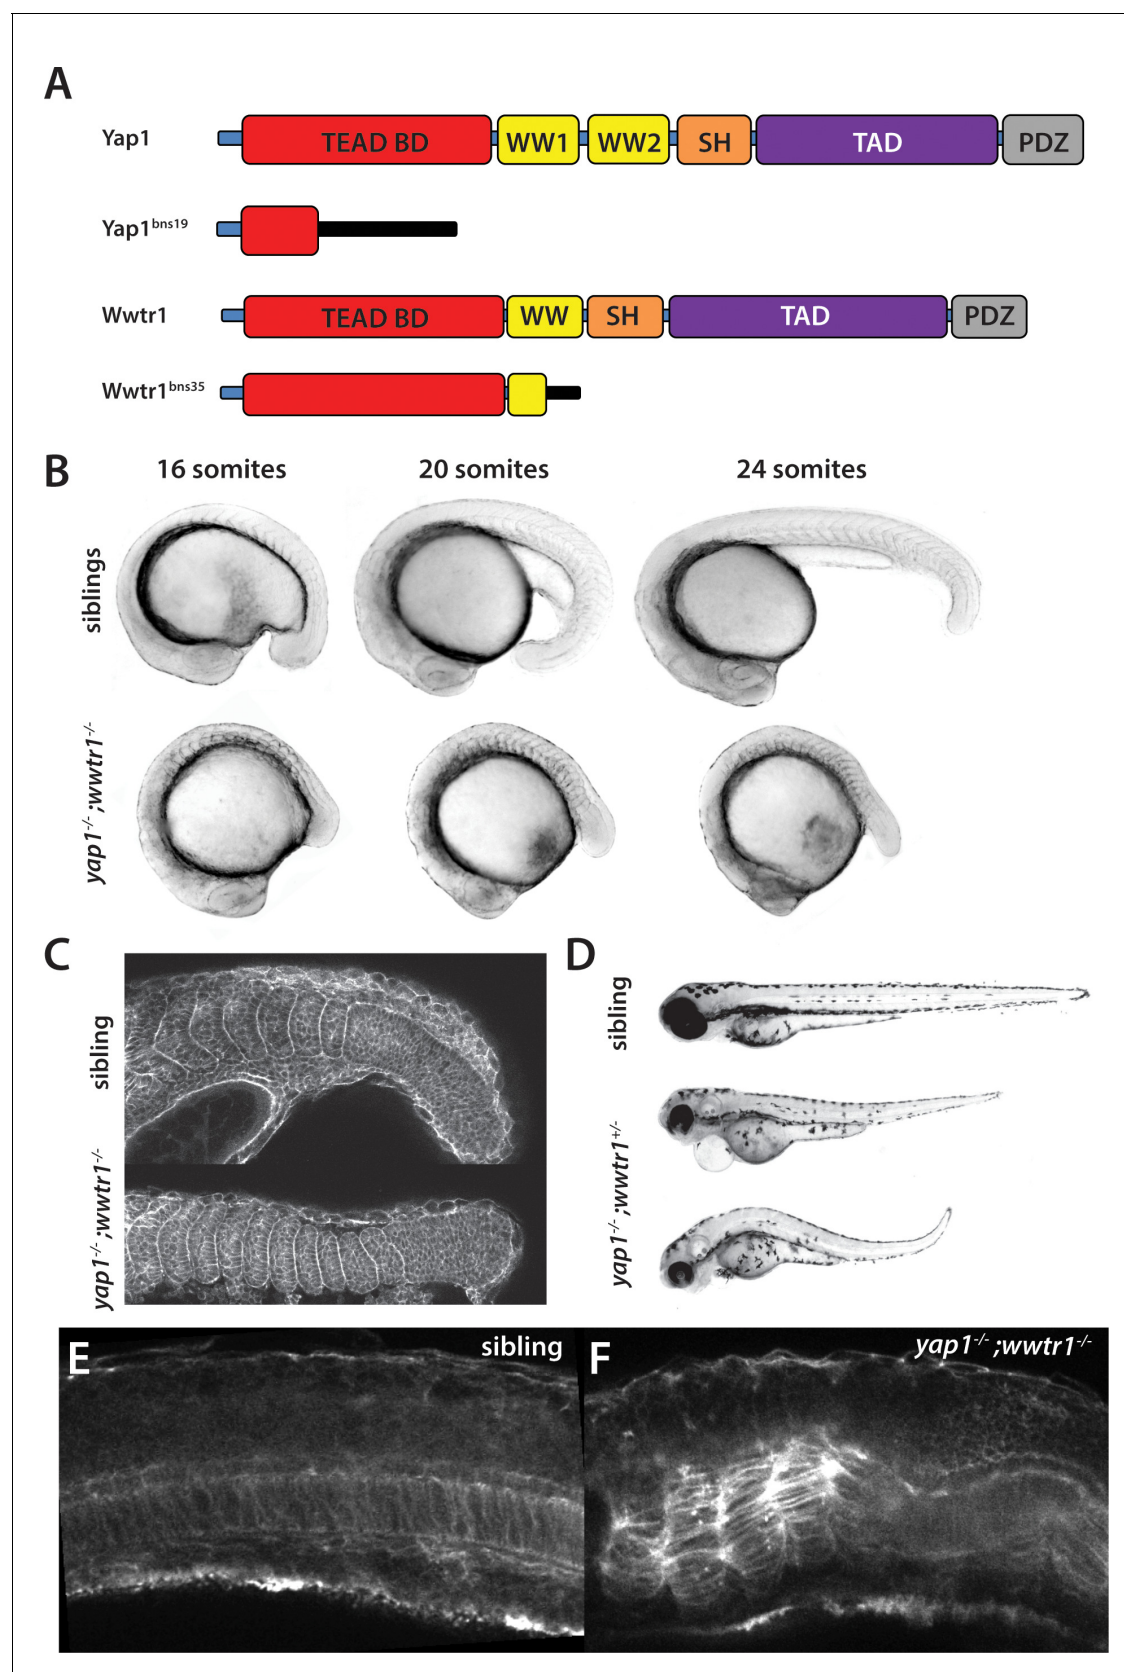 A
Yap1 TEAD BD WW1 WW2 SH TAD PDZ
Yap1bns19
Wwtr1 TEAD BD WW SH TAD PDZ
Wwtr1bns35
B 16 somites 20 somites 24 somites
siblings
yap1-/-;wwtr1-/-
C
sibling
yap1-/-;wwtr1-/-
D
sibling
yap1-/-;wwtr1+/-
E sibling
F yap1-/-;wwtr1-/-